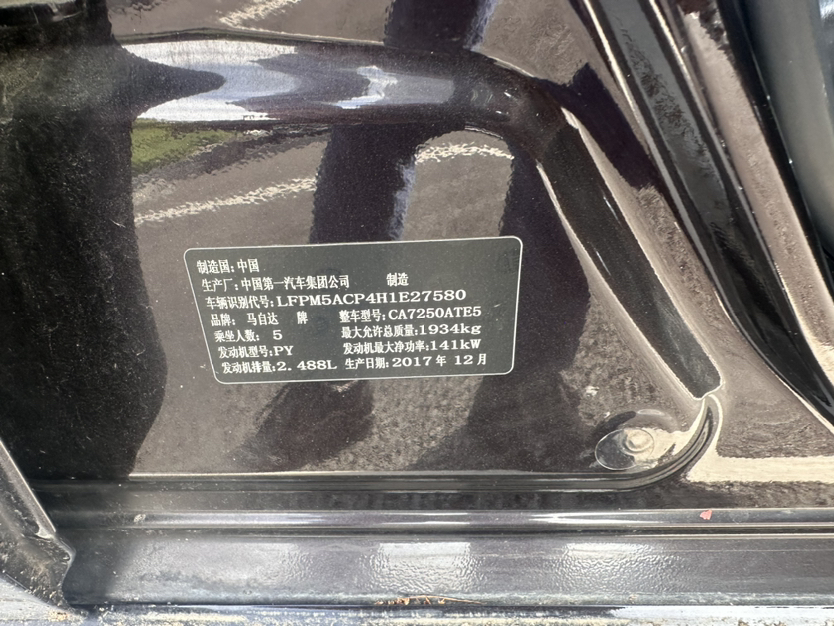 制造国:中国
生产厂:中国第一汽车集团公司 制造
车辆识别代号:LFPM5ACP4H1E27580
品牌: 马自达 牌 整车型号:CA7250ATE5
乘坐人数: 5 最大允许总质量:1934kg
发动机型号:PY 发动机最大净功率:141kW
发动机排量:2. 488L 生产日期:2017 年 12 月